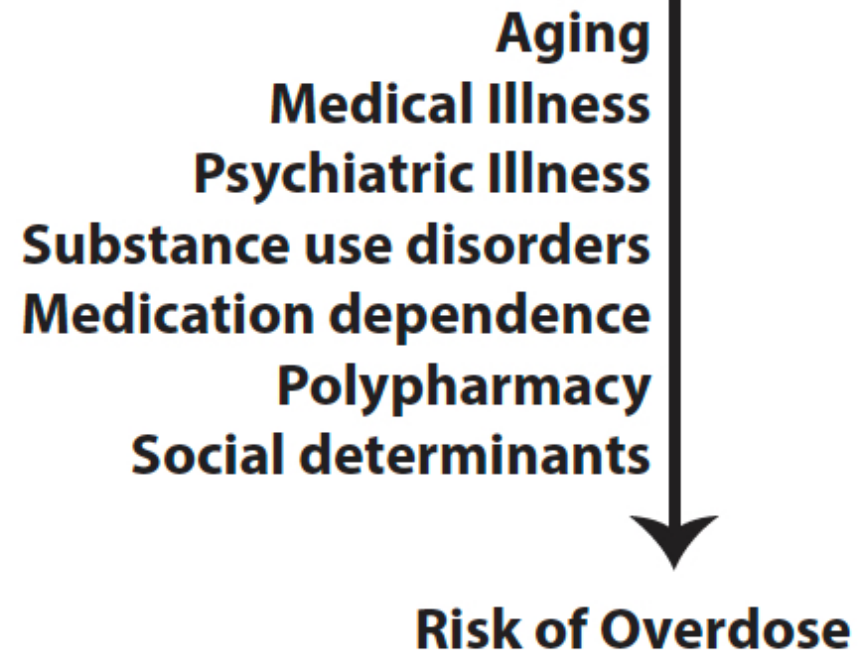 Aging
Medical Illness
Psychiatric Illness
Substance use disorders
Medication dependence
Polypharmacy
Social determinants
Risk of Overdose